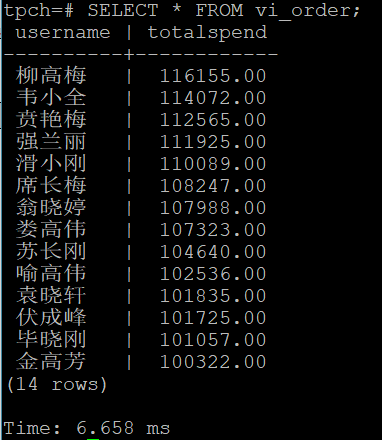 tpch=# SELECT * FROM vi_order;
 username | totalspend
----------+------------
 柳高梅 | 116155.00
 韦小全 | 114072.00
 贲艳梅 | 112565.00
 强兰丽 | 111925.00
 滑小刚 | 110089.00
 席长梅 | 108247.00
 翁晓婷 | 107988.00
 娄高伟 | 107323.00
 苏长刚 | 104640.00
 喻高伟 | 102536.00
 袁晓轩 | 101835.00
 伏成峰 | 101725.00
 毕晓刚 | 101057.00
 金高芳 | 100322.00
(14 rows)
Time: 6.658 ms